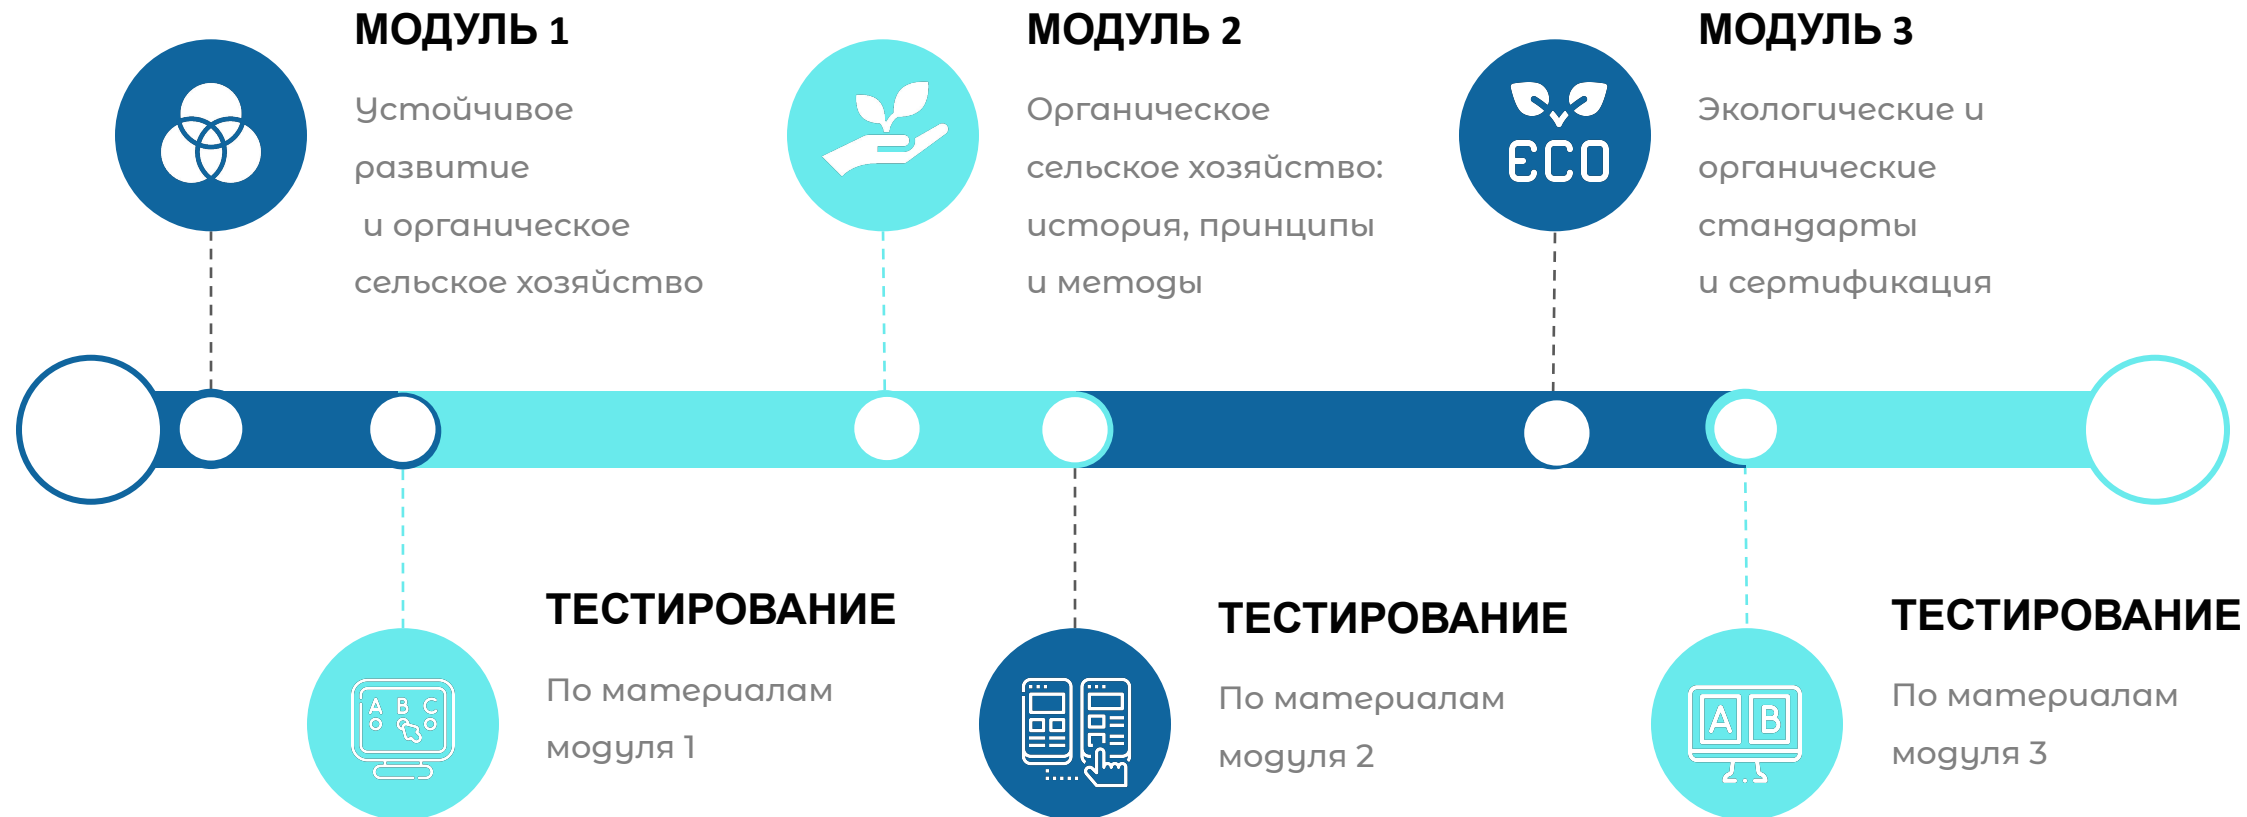 МОДУЛЬ 1
Устойчивое
развитие
и органическое
сельское хозяйство
МОДУЛЬ 2
Органическое
сельское хозяйство:
история, принципы
и методы
МОДУЛЬ 3
Экологические и
органические
стандарты
и сертификация
ECO
ТЕСТИРОВАНИЕ
По материалам
модуля 1
A B C
ТЕСТИРОВАНИЕ
По материалам
модуля 2
ТЕСТИРОВАНИЕ
По материалам
модуля 3
A B